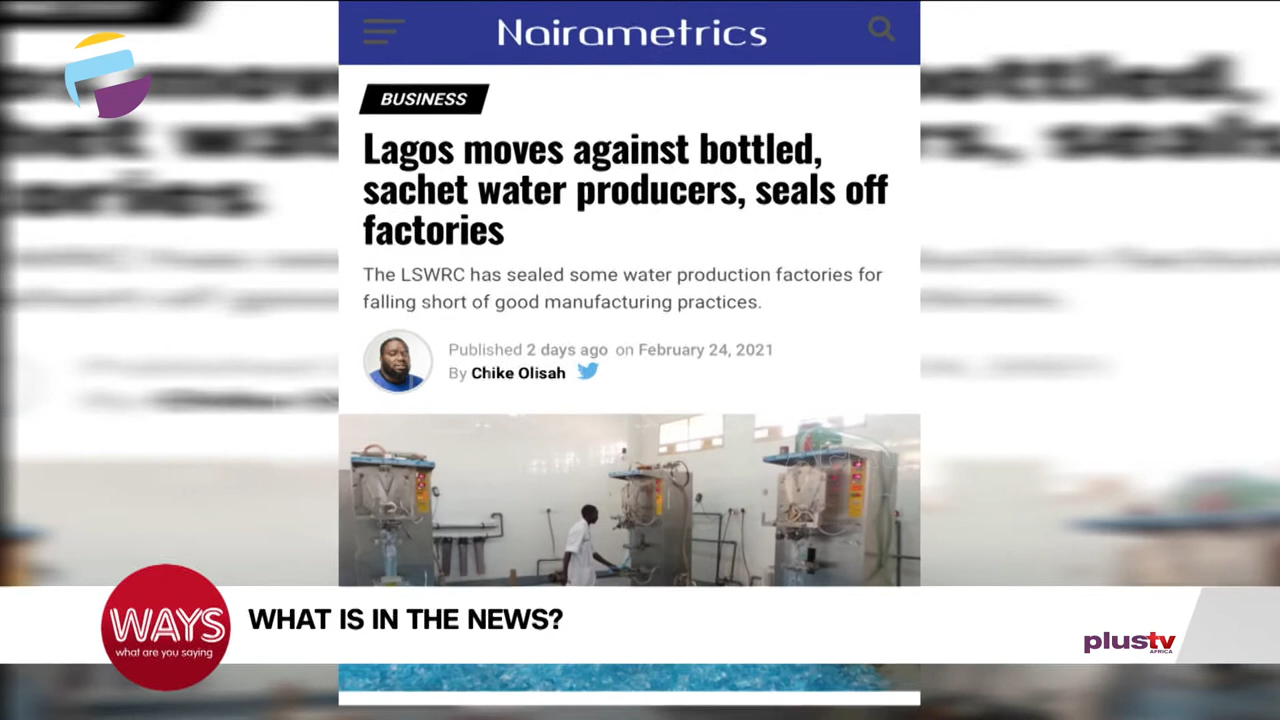 Nairametrics
BUSINESS
Lagos moves against bottled,
sachet water producers, seals off
factories
The LSWRC has sealed some water production factories for
falling short of good manufacturing practices.
Published 2 days ago on February 24, 2021
By Chike Olisah
WAYS
what are you saying
WHAT IS IN THE NEWS?
plustv
AFRICA